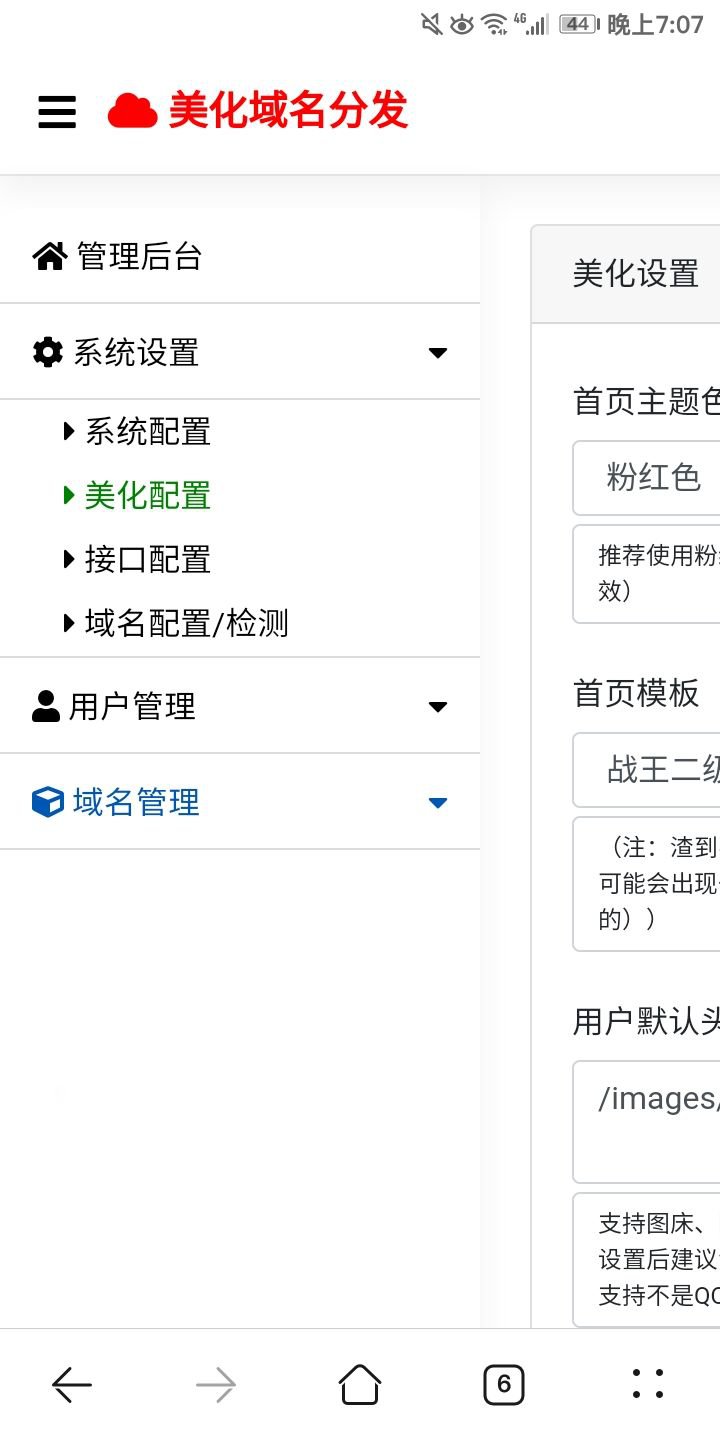 4G 44 晚上7:07
美化域名分发
管理后台
系统设置
系统配置
美化配置
接口配置
域名配置/检测
用户管理
域名管理
美化设置
首页主题色
粉红色
推荐使用粉
效）
首页模板
战王二级
（注：渣到
可能会出现
的））
用户默认头
/images/
支持图床、
设置后建议
支持不是QQ
6